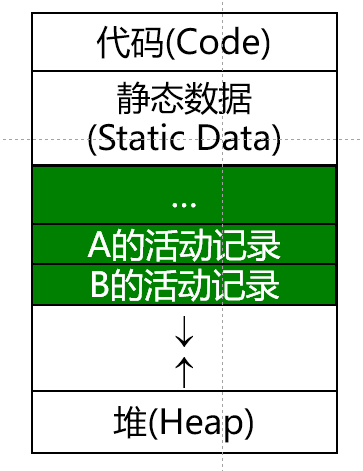 代码(Code)
静态数据
(Static Data)
...
A的活动记录
B的活动记录
↓
↑
堆(Heap)